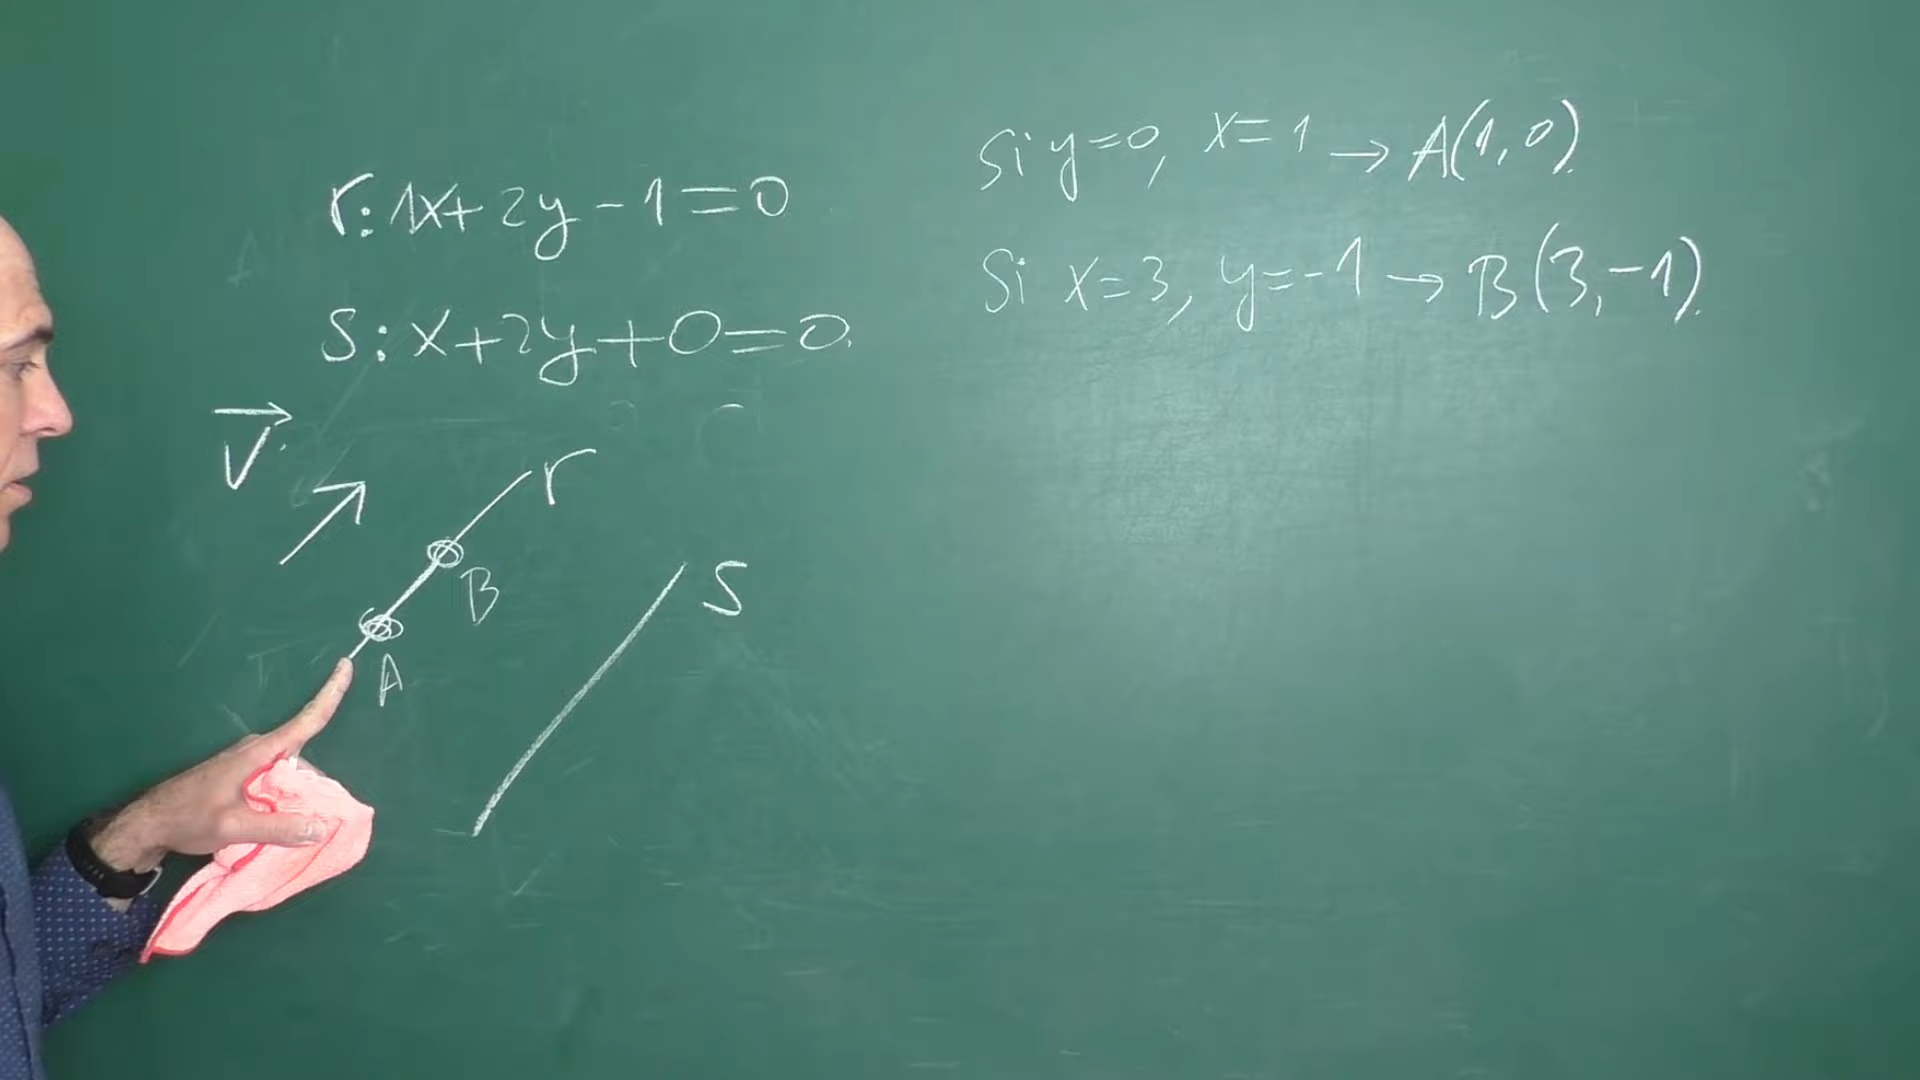 r: 1x+2y-1=0
s: x+2y+0=0.
Si y=0, x=1 → A(1,0).
Si x=3, y=-1 → B(3,-1).
v
r
B
A
s